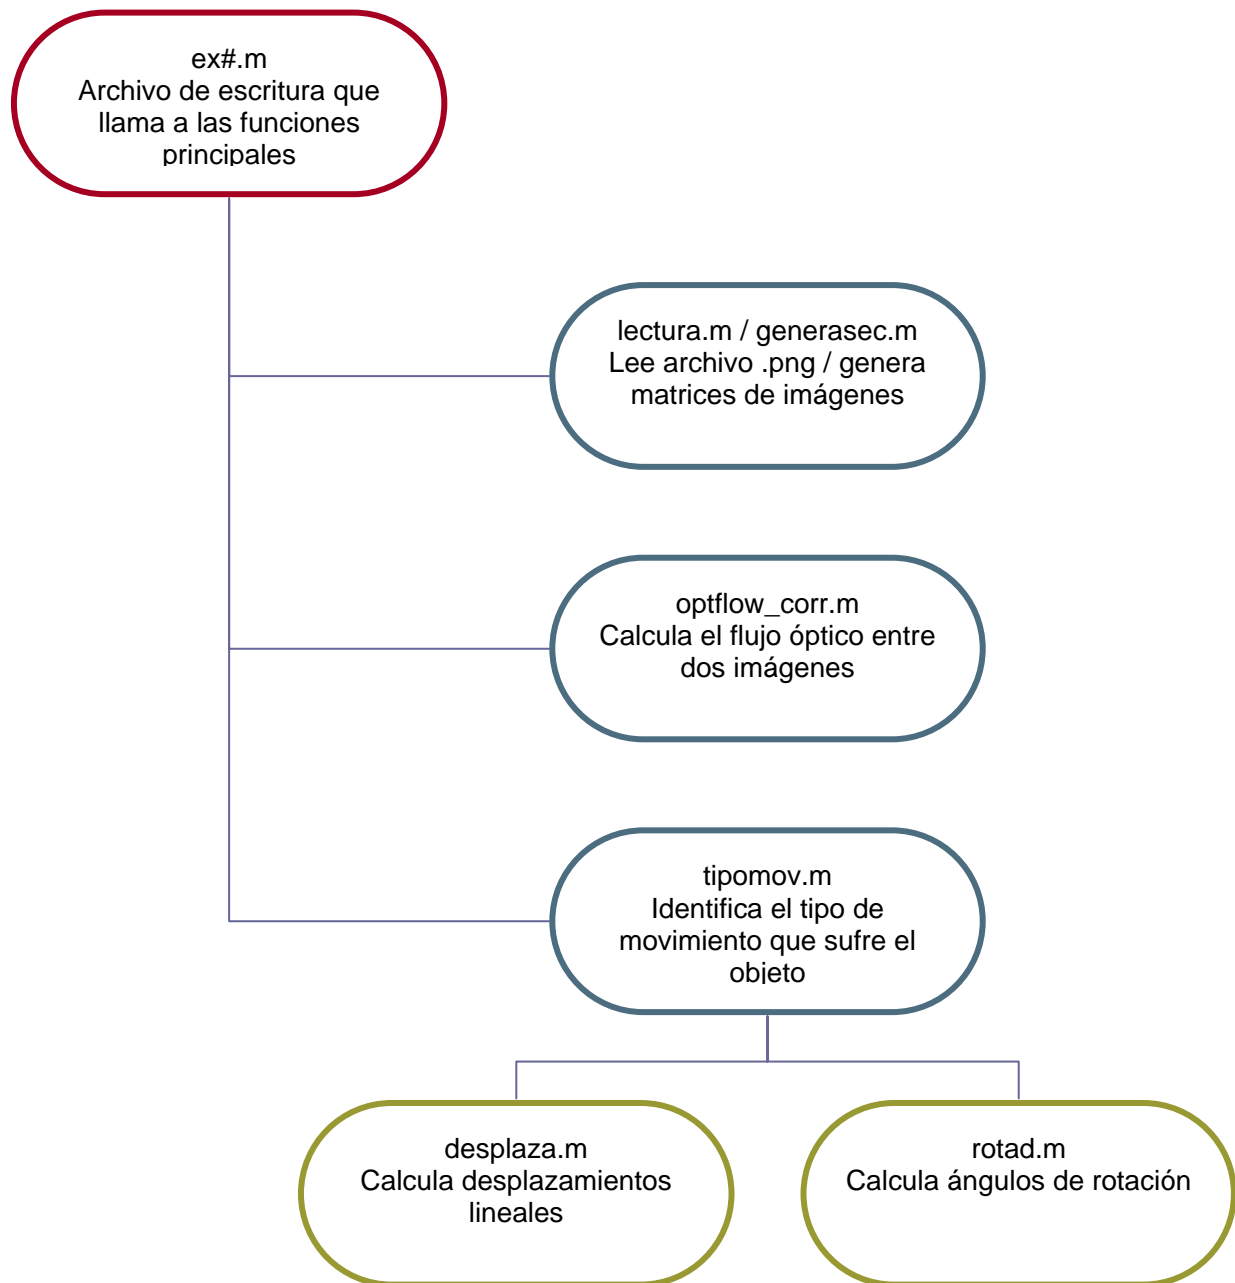 ex#.m
Archivo de escritura que
llama a las funciones
principales
lectura.m / generasec.m
Lee archivo .png / genera
matrices de imágenes
optflow_corr.m
Calcula el flujo óptico entre
dos imágenes
tipomov.m
Identifica el tipo de
movimiento que sufre el
objeto
desplaza.m
Calcula desplazamientos
lineales
rotad.m
Calcula ángulos de rotación